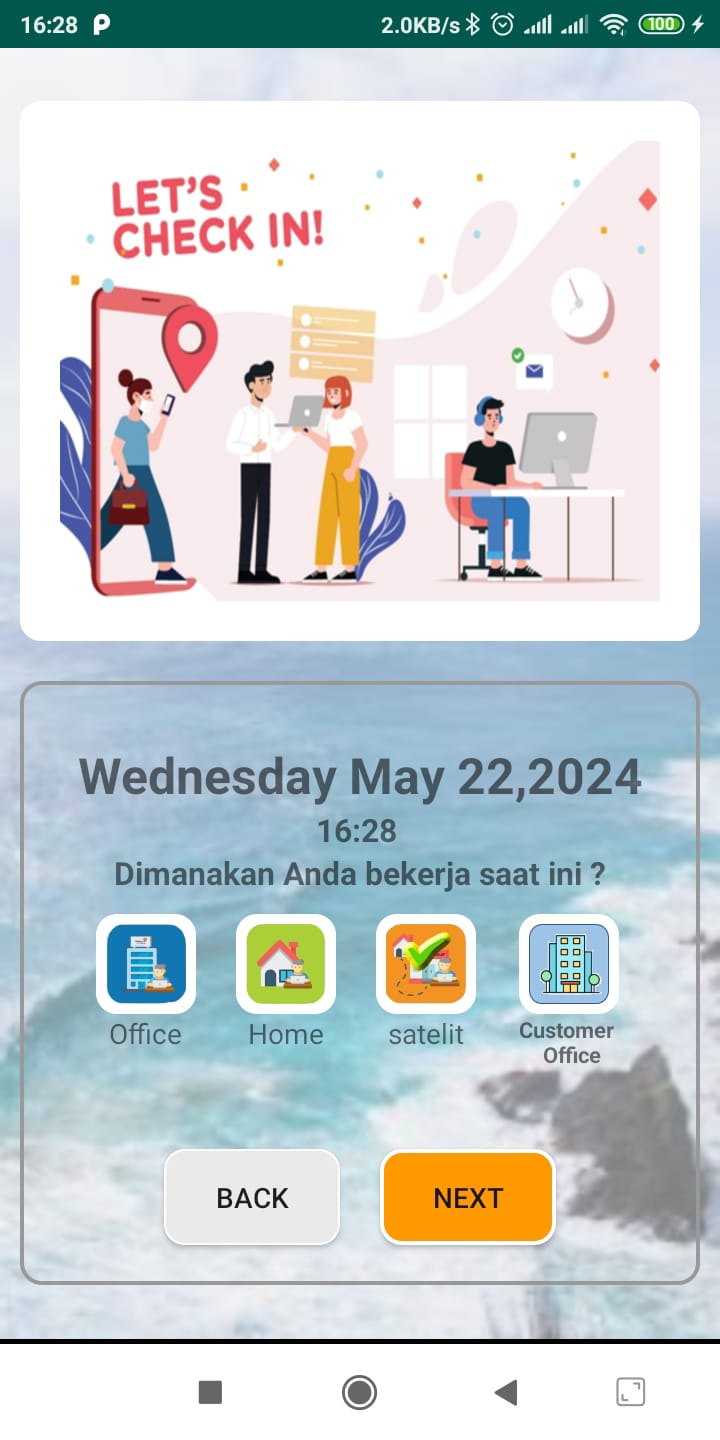 16:28
2.0KB/s
100
LET'S
CHECK IN!
Wednesday May 22,2024
16:28
Dimanakan Anda bekerja saat ini ?
Office
Home
satelit
Customer
Office
BACK
NEXT